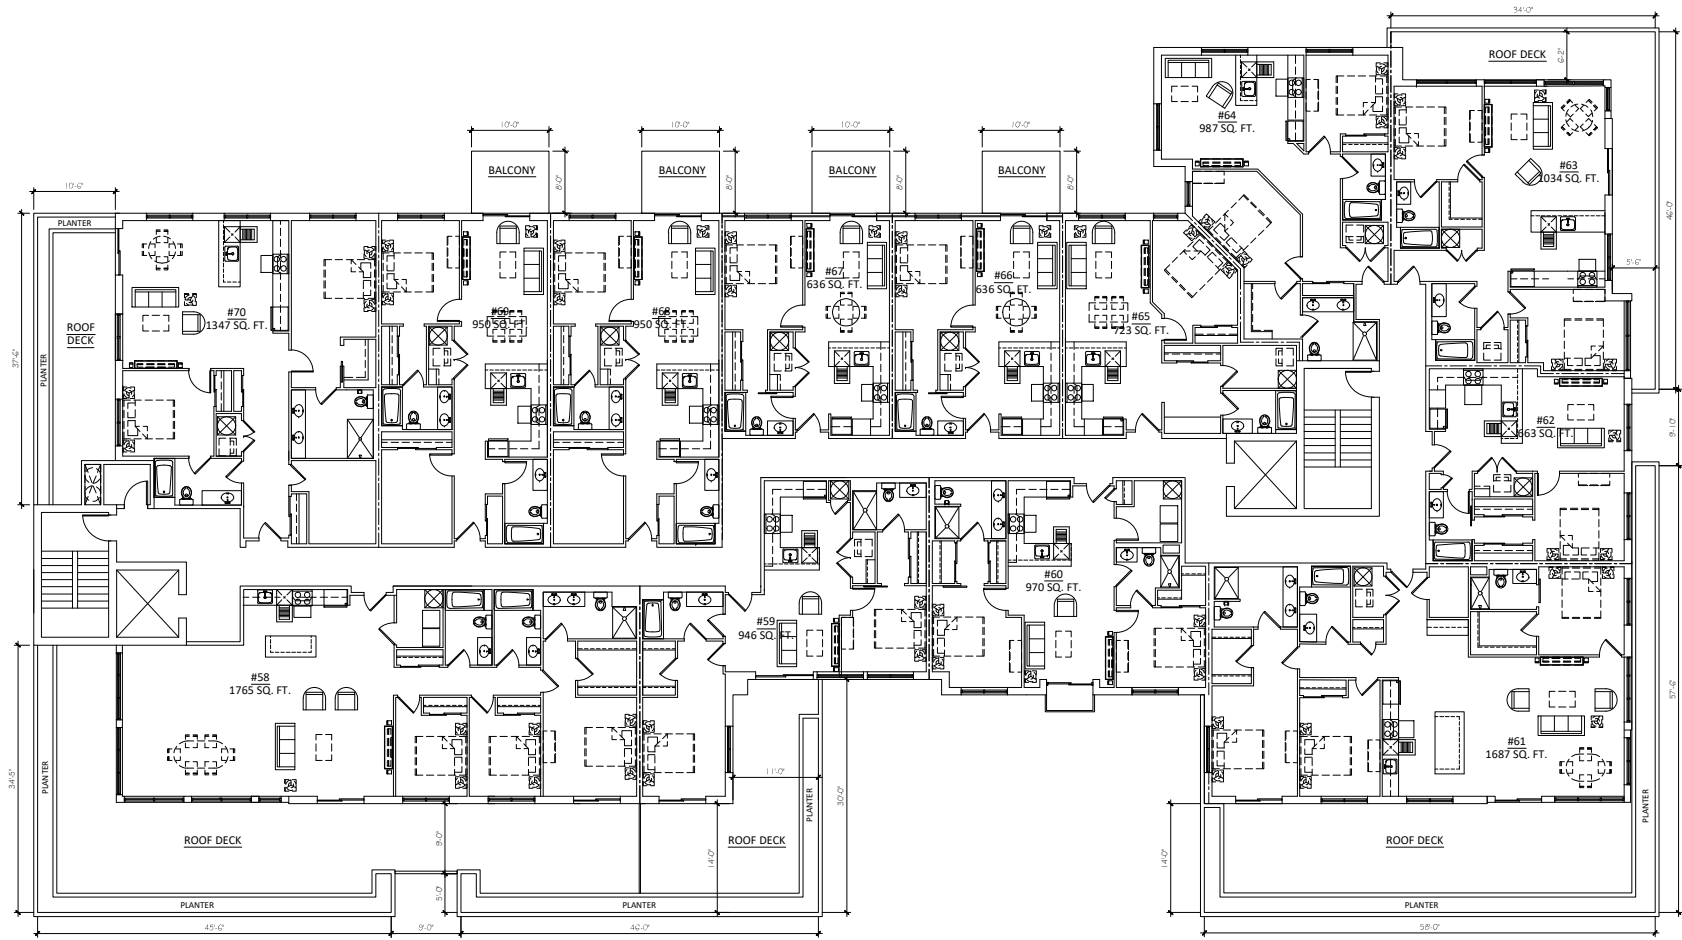 34'-0"
ROOF DECK
6'-2"
#64
987 SQ. FT.
10'-0"
10'-0"
10'-0"
10'-0"
BALCONY
BALCONY
BALCONY
BALCONY
8'-0"
8'-0"
8'-0"
8'-0"
#63
1034 SQ. FT.
46'-0"
10'-6"
PLANTER
5'-6"
#67
636 SQ. FT.
#66
636 SQ. FT.
#70
1347 SQ. FT.
#69
950 SQ. FT.
#68
950 SQ. FT.
#65
723 SQ. FT.
ROOF
DECK
37'-6"
PLANTER
#62
663 SQ. FT.
9'-10"
#60
970 SQ. FT.
#59
946 SQ. FT.
#58
1765 SQ. FT.
57'-6"
#61
1687 SQ. FT.
34'-5"
PLANTER
11'-0"
30'-0"
PLANTER
PLANTER
ROOF DECK
9'-0"
ROOF DECK
14'-0"
14'-0"
ROOF DECK
5'-0"
PLANTER
PLANTER
PLANTER
45'-6"
9'-0"
46'-0"
58'-0"